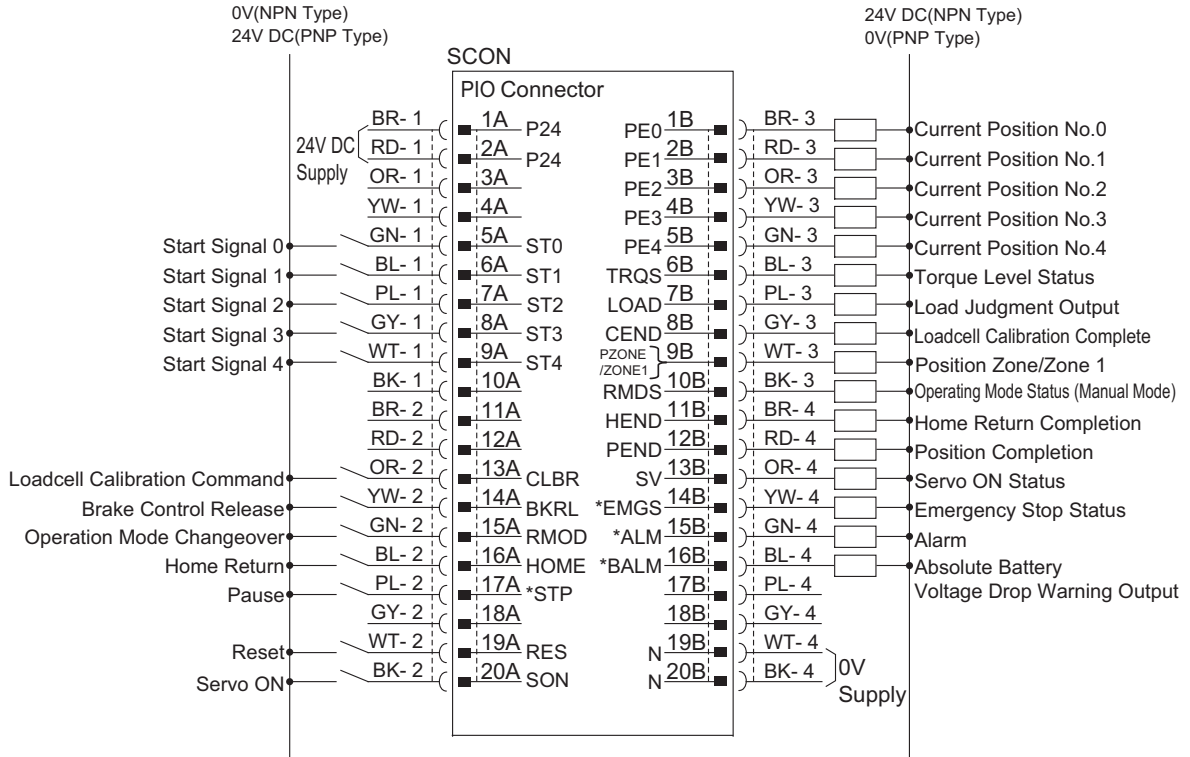 0V(NPN Type)
24V DC(PNP Type)
24V DC(NPN Type)
0V(PNP Type)
SCON
PIO Connector
24V DC
Supply
BR- 1 1A P24 PE0 1B BR- 3 Current Position No.0
RD- 1 2A P24 PE1 2B RD- 3 Current Position No.1
OR- 1 3A PE2 3B OR- 3 Current Position No.2
YW- 1 4A PE3 4B YW- 3 Current Position No.3
Start Signal 0 GN- 1 5A ST0 PE4 5B GN- 3 Current Position No.4
Start Signal 1 BL- 1 6A ST1 TRQS 6B BL- 3 Torque Level Status
Start Signal 2 PL- 1 7A ST2 LOAD 7B PL- 3 Load Judgment Output
Start Signal 3 GY- 1 8A ST3 CEND 8B GY- 3 Loadcell Calibration Complete
Start Signal 4 WT- 1 9A ST4 PZONE /ZONE1 9B WT- 3 Position Zone/Zone 1
BK- 1 10A RMDS 10B BK- 3 Operating Mode Status (Manual Mode)
BR- 2 11A HEND 11B BR- 4 Home Return Completion
RD- 2 12A PEND 12B RD- 4 Position Completion
Loadcell Calibration Command OR- 2 13A CLBR SV 13B OR- 4 Servo ON Status
Brake Control Release YW- 2 14A BKRL *EMGS 14B YW- 4 Emergency Stop Status
Operation Mode Changeover GN- 2 15A RMOD *ALM 15B GN- 4 Alarm
Home Return BL- 2 16A HOME *BALM 16B BL- 4 Absolute Battery
Pause PL- 2 17A *STP 17B PL- 4 Voltage Drop Warning Output
GY- 2 18A 18B GY- 4
Reset WT- 2 19A RES N 19B WT- 4
Servo ON BK- 2 20A SON N 20B BK- 4
0V
Supply